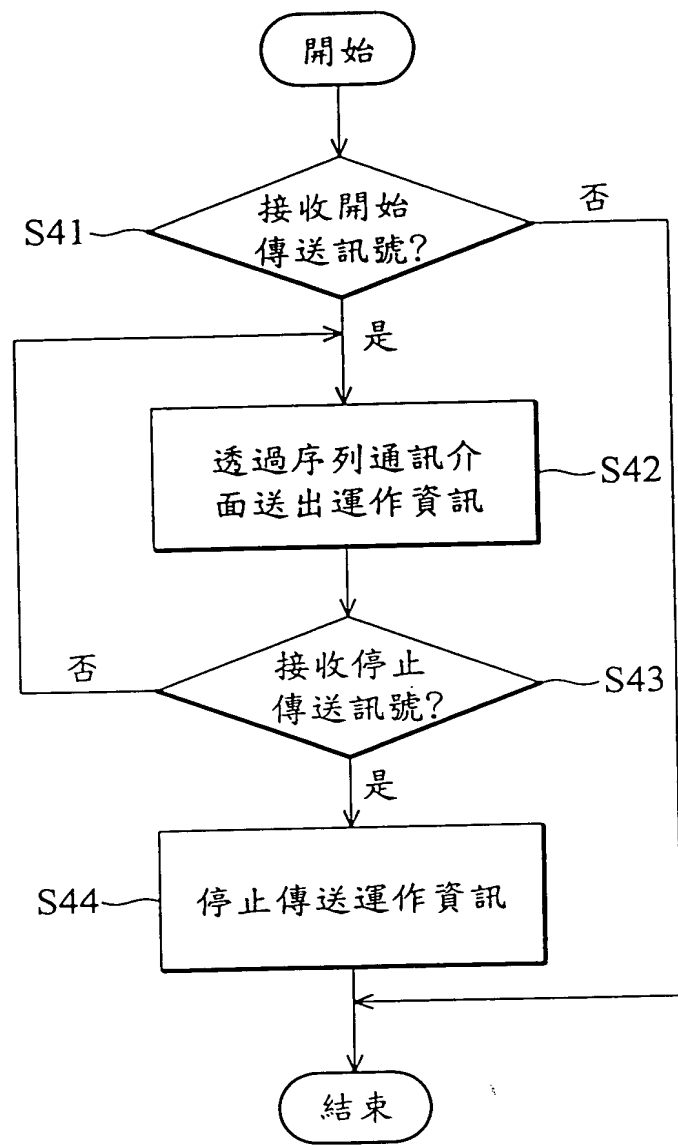 開始
接收開始
傳送訊號?
否
S41
是
透過序列通訊介
面送出運作資訊
S42
接收停止
傳送訊號?
否
S43
是
S44
停止傳送運作資訊
結束